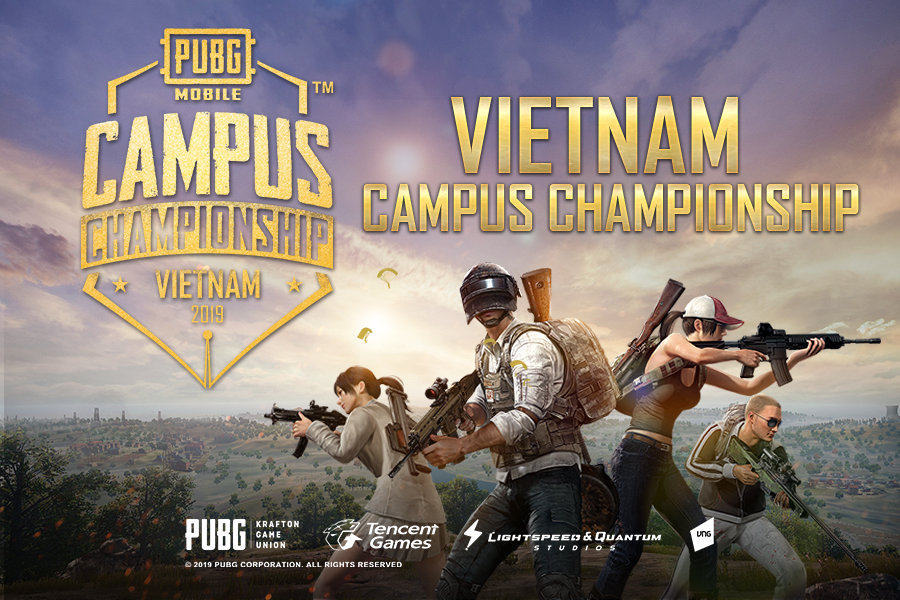 PUBG
MOBILE
TM
CAMPUS
CHAMPIONSHIP
VIETNAM
2019
VIETNAM
CAMPUS CHAMPIONSHIP
PUBG
KRAFTON
GAME
UNION
Tencent
Games
LIGHTSPEED & QUANTUM
STUDIOS
VNG
© 2019 PUBG CORPORATION. ALL RIGHTS RESERVED